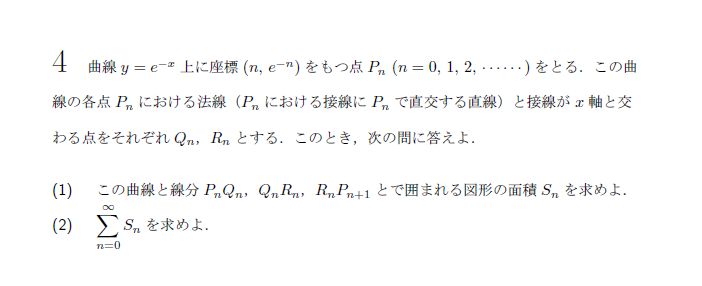 4 曲線 y = e^{-x} 上に座標 (n, e^{-n}) をもつ点 P_n (n = 0, 1, 2, ⋯⋯) をとる．この曲
線の各点 P_n における法線（P_n における接線に P_n で直交する直線）と接線が x 軸と交
わる点をそれぞれ Q_n，R_n とする．このとき，次の問に答えよ．
(1) この曲線と線分 P_nQ_n，Q_nR_n，R_nP_{n+1} とで囲まれる図形の面積 S_n を求めよ．
(2) \sum_{n=0}^{∞} S_n を求めよ．